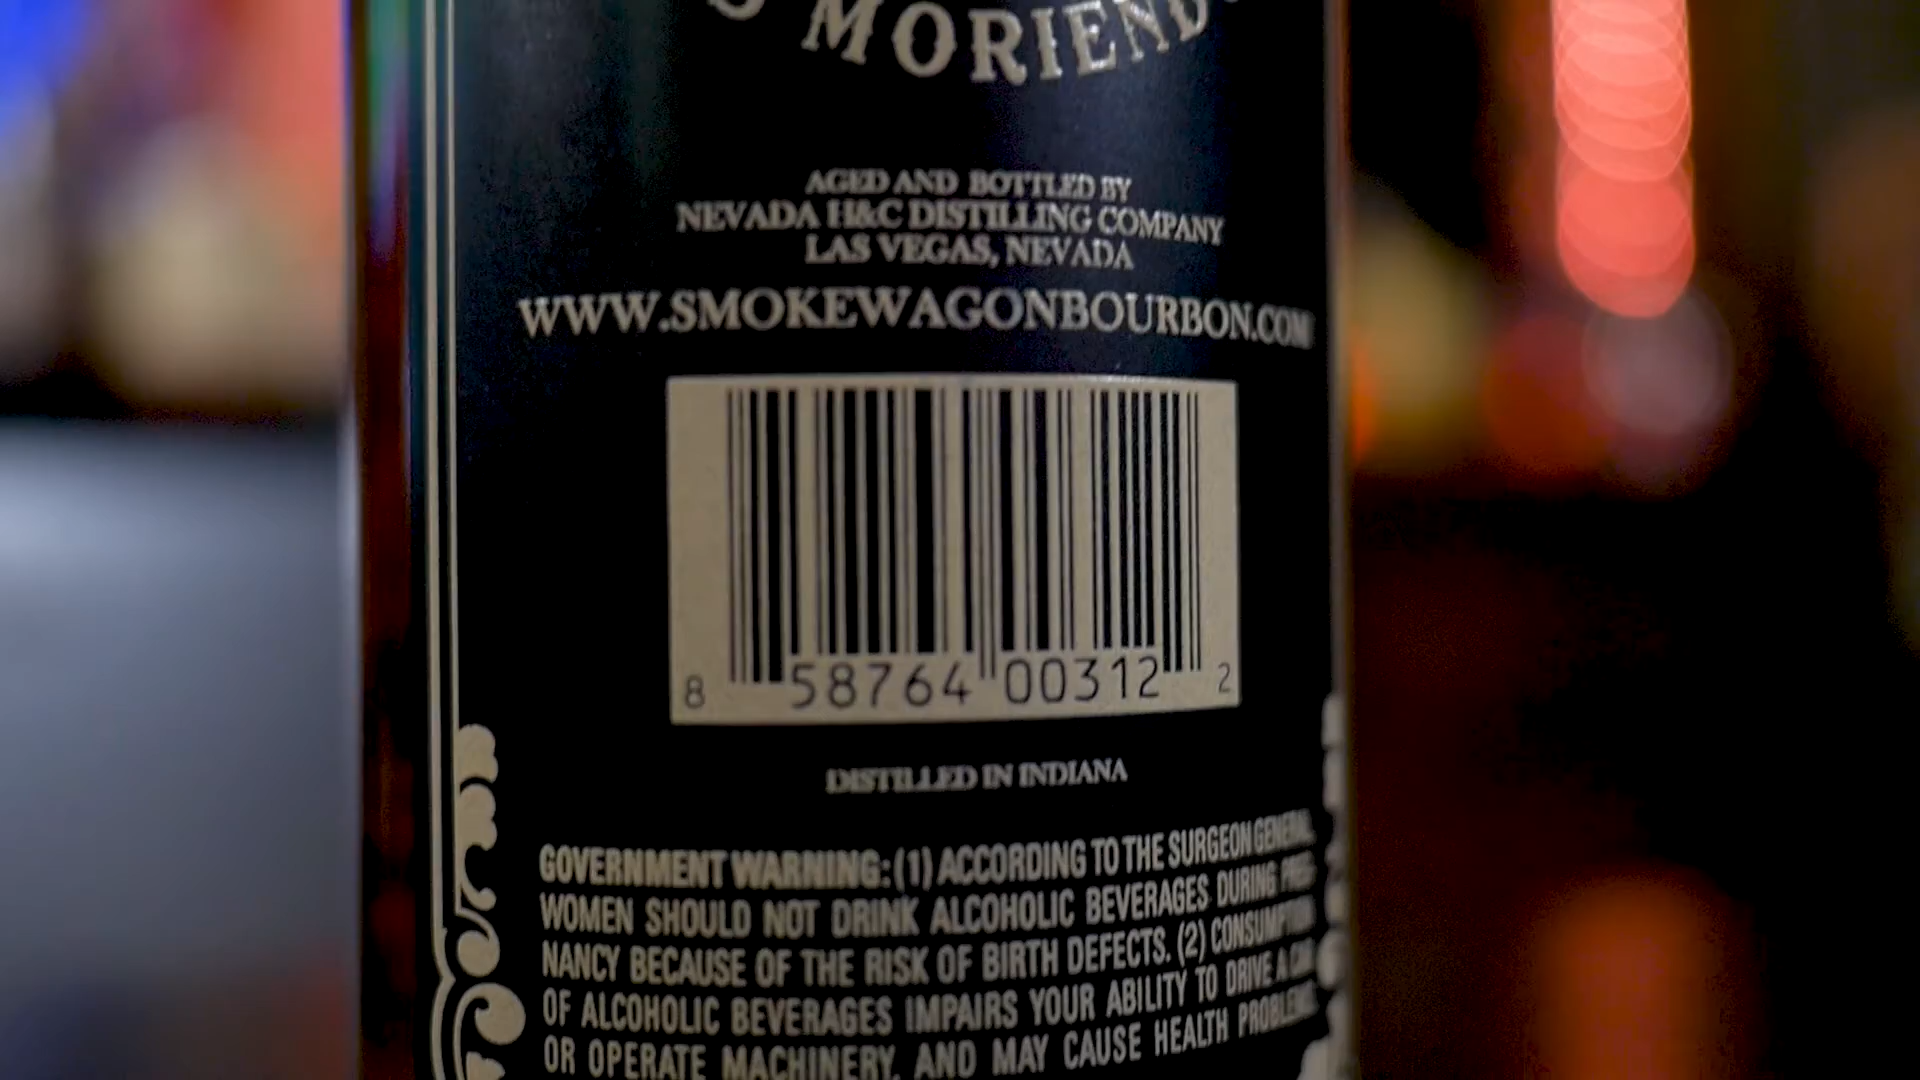 MORIEND
AGED AND BOTTLED BY
NEVADA H&C DISTILLING COMPANY
LAS VEGAS, NEVADA
WWW.SMOKEWAGONBOURBON.COM
8 58764 00312 2
DISTILLED IN INDIANA
GOVERNMENT WARNING: (1) ACCORDING TO THE SURGEON GENERAL
WOMEN SHOULD NOT DRINK ALCOHOLIC BEVERAGES DURING PREG-
NANCY BECAUSE OF THE RISK OF BIRTH DEFECTS. (2) CONSUMPTION
OF ALCOHOLIC BEVERAGES IMPAIRS YOUR ABILITY TO DRIVE A CAR
OR OPERATE MACHINERY, AND MAY CAUSE HEALTH PROBLEMS